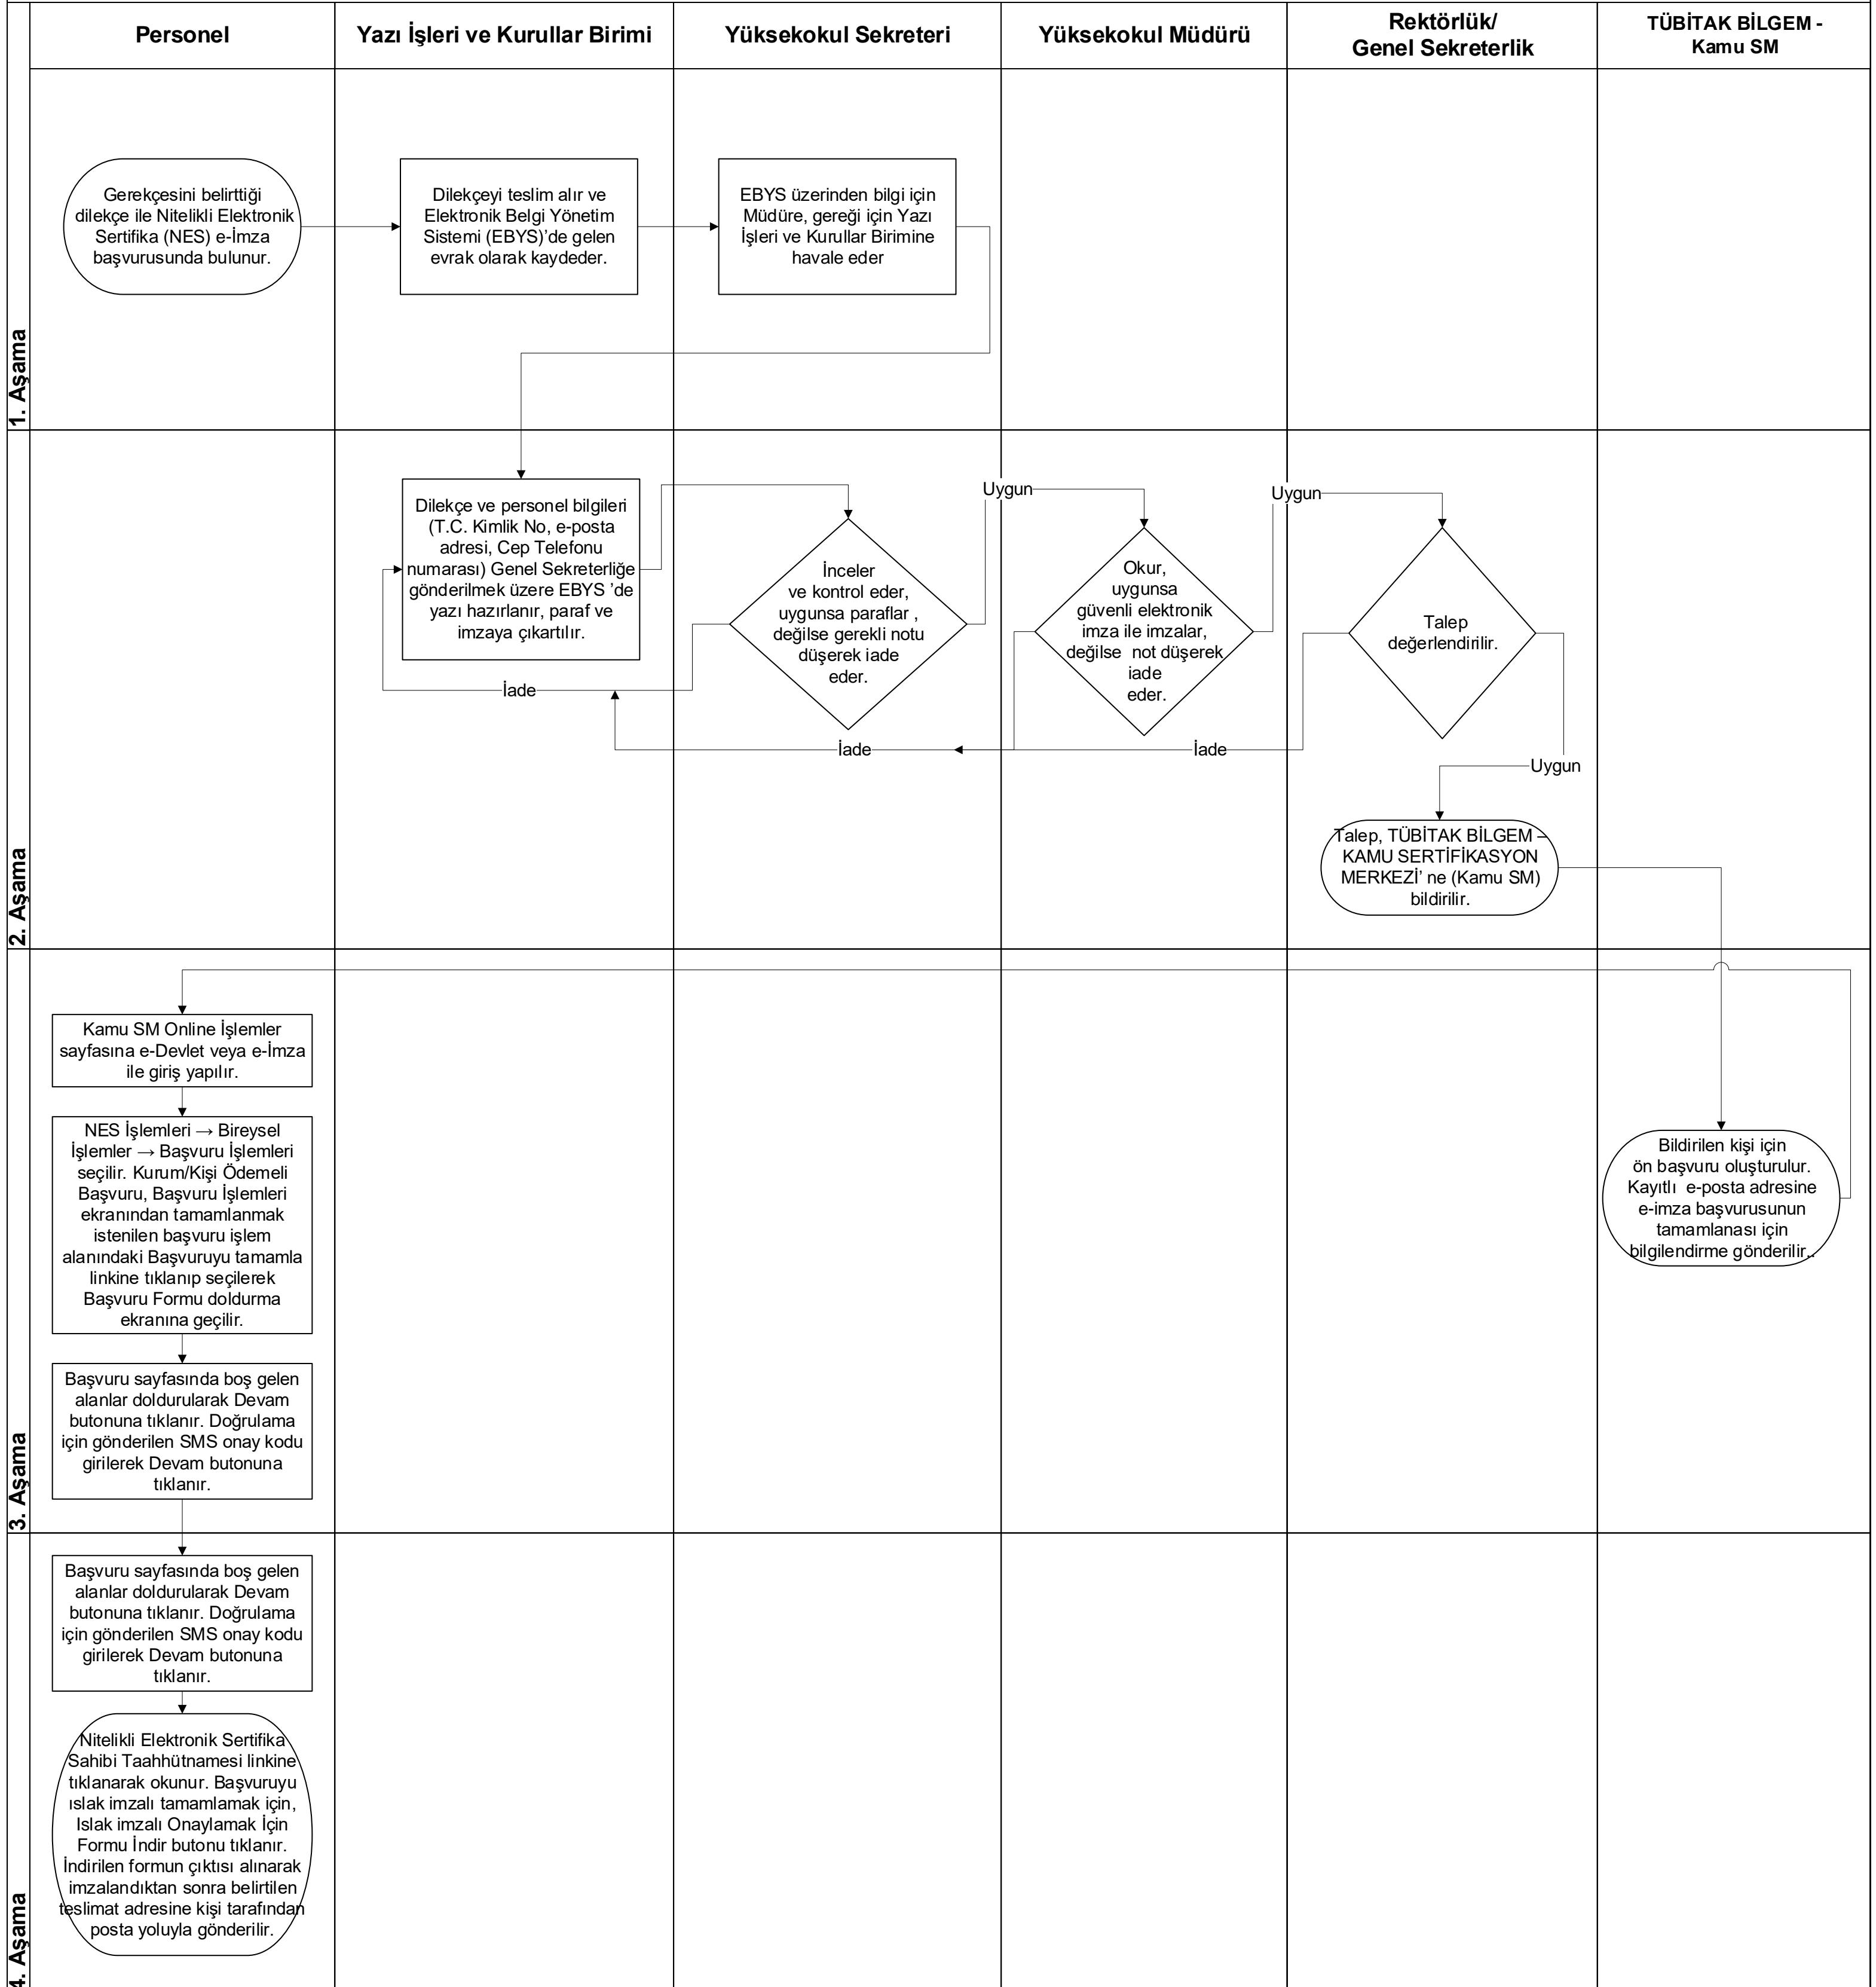 Personel
Yazı İşleri ve Kurullar Birimi
Yüksekokul Sekreteri
Yüksekokul Müdürü
Rektörlük/
Genel Sekreterlik
TÜBİTAK BİLGEM -
Kamu SM
1. Aşama
Gerekçesini belirttiği
dilekçe ile Nitelikli Elektronik
Sertifika (NES) e-İmza
başvurusunda bulunur.
Dilekçeyi teslim alır ve
Elektronik Belgi Yönetim
Sistemi (EBYS)’de gelen
evrak olarak kaydeder.
EBYS üzerinden bilgi için
Müdüre, gereği için Yazı
İşleri ve Kurullar Birimine
havale eder
2. Aşama
Dilekçe ve personel bilgileri
(T.C. Kimlik No, e-posta
adresi, Cep Telefonu
numarası) Genel Sekreterliğe
gönderilmek üzere EBYS ’de
yazı hazırlanır, paraf ve
imzaya çıkartılır.
İade
İnceler
ve kontrol eder,
uygunsa paraflar ,
değilse gerekli notu
düşerek iade
eder.
Uygun
İade
Okur,
uygunsa
güvenli elektronik
imza ile imzalar,
değilse  not düşerek
iade
eder.
Uygun
İade
Talep
değerlendirilir.
Uygun
Talep, TÜBİTAK BİLGEM –
KAMU SERTİFİKASYON
MERKEZİ’ ne (Kamu SM)
bildirilir.
3. Aşama
Bildirilen kişi için
ön başvuru oluşturulur.
Kayıtlı  e-posta adresine
e-imza başvurusunun
tamamlanası için
bilgilendirme gönderilir..
Kamu SM Online İşlemler
sayfasına e-Devlet veya e-İmza
ile giriş yapılır.
NES İşlemleri → Bireysel
İşlemler → Başvuru İşlemleri
seçilir. Kurum/Kişi Ödemeli
Başvuru, Başvuru İşlemleri
ekranından tamamlanmak
istenilen başvuru işlem
alanındaki Başvuruyu tamamla
linkine tıklanıp seçilerek
Başvuru Formu doldurma
ekranına geçilir.
Başvuru sayfasında boş gelen
alanlar doldurularak Devam
butonuna tıklanır. Doğrulama
için gönderilen SMS onay kodu
girilerek Devam butonuna
tıklanır.
4. Aşama
Başvuru sayfasında boş gelen
alanlar doldurularak Devam
butonuna tıklanır. Doğrulama
için gönderilen SMS onay kodu
girilerek Devam butonuna
tıklanır.
Nitelikli Elektronik Sertifika
Sahibi Taahhütnamesi linkine
tıklanarak okunur. Başvuruyu
ıslak imzalı tamamlamak için,
Islak imzalı Onaylamak İçin
Formu İndir butonu tıklanır.
İndirilen formun çıktısı alınarak
imzalandıktan sonra belirtilen
teslimat adresine kişi tarafından
posta yoluyla gönderilir.